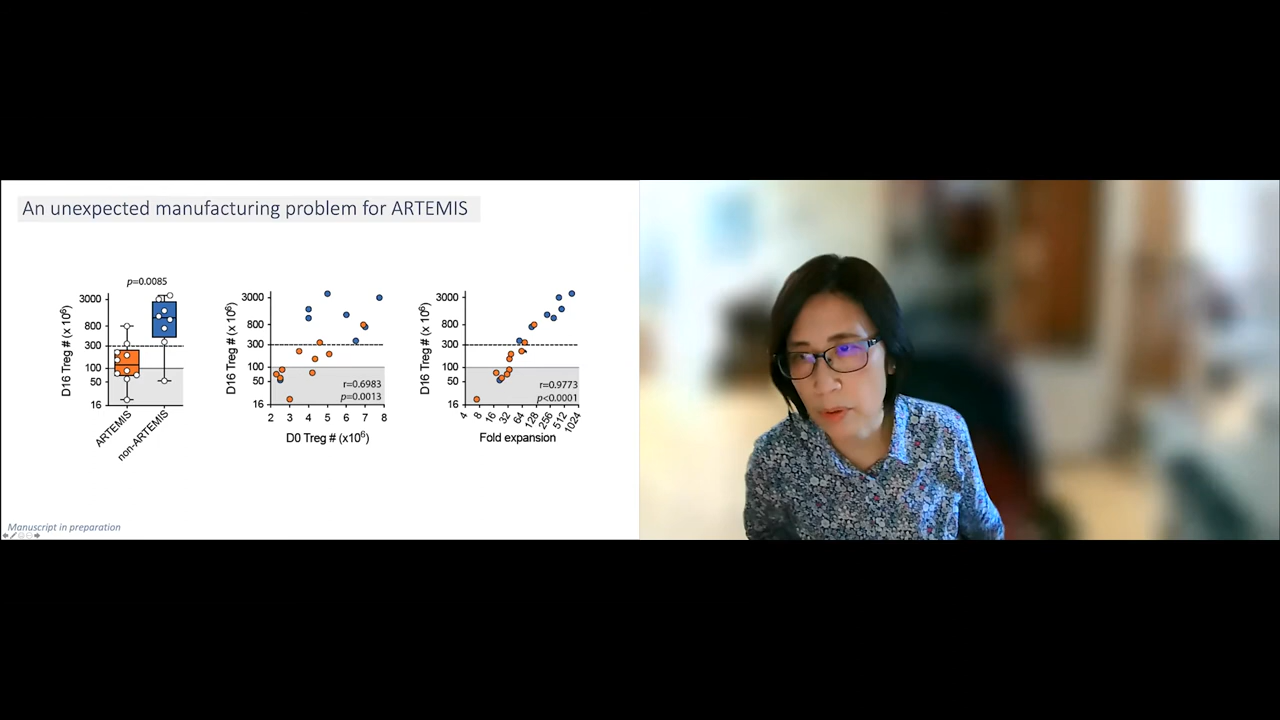 An unexpected manufacturing problem for ARTEMIS
p=0.0085
D16 Treg # (x 10⁶)
3000
800
300
100
50
16
ARTEMIS
non-ARTEMIS
D16 Treg # (x 10⁶)
3000
800
300
100
50
16
r=0.6983
p=0.0013
2 3 4 5 6 7 8
D0 Treg # (x10⁶)
D16 Treg # (x 10⁶)
3000
800
300
100
50
16
r=0.9773
p<0.0001
4 8 16 32 64 128 256 512 1024
Fold expansion
Manuscript in preparation